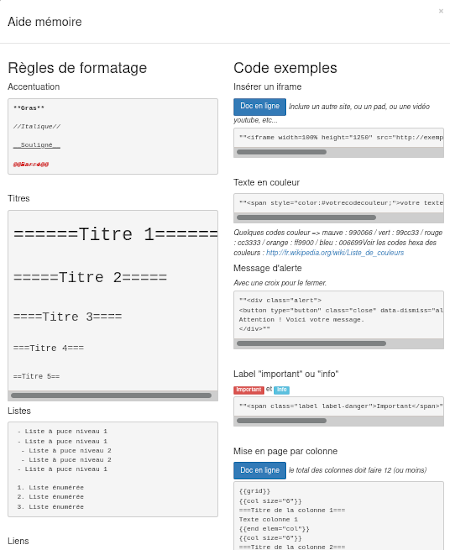 ×
Aide mémoire
Règles de formatage
Accentuation
**Gras**
//Italique//
__Souligné__
@@Barré@@
Titres
======Titre 1======
=====Titre 2=====
====Titre 3====
===Titre 4===
==Titre 5==
Listes
- Liste à puce niveau 1
- Liste à puce niveau 1
- Liste à puce niveau 2
- Liste à puce niveau 2
- Liste à puce niveau 1
1. Liste énumérée
2. Liste énumérée
3. Liste énumérée
Liens
Code exemples
Insérer un iframe
Doc en ligne Inclure un autre site, ou un pad, ou une vidéo
youtube, etc...
""<iframe width=100% height="1250" src="http://exemp
Texte en couleur
""<span style="color:#votrecodecouleur;">votre texte
Quelques codes couleur => mauve : 990066 / vert : 99cc33 / rouge
: cc3333 / orange : ff9900 / bleu : 006699Voir les codes hexa des
couleurs : http://fr.wikipedia.org/wiki/Liste_de_couleurs
Message d'alerte
Avec une croix pour le fermer.
""<div class="alert">
<button type="button" class="close" data-dismiss="al
Attention ! Voici votre message.
</div>""
Label "important" ou "info"
Important et Info
""<span class="label label-danger">Important</span>"
Mise en page par colonne
Doc en ligne le total des colonnes doit faire 12 (ou moins)
{{grid}}
{{col size="6"}}
===Titre de la colonne 1===
Texte colonne 1
{{end elem="col"}}
{{col size="6"}}
===Titre de la colonne 2===